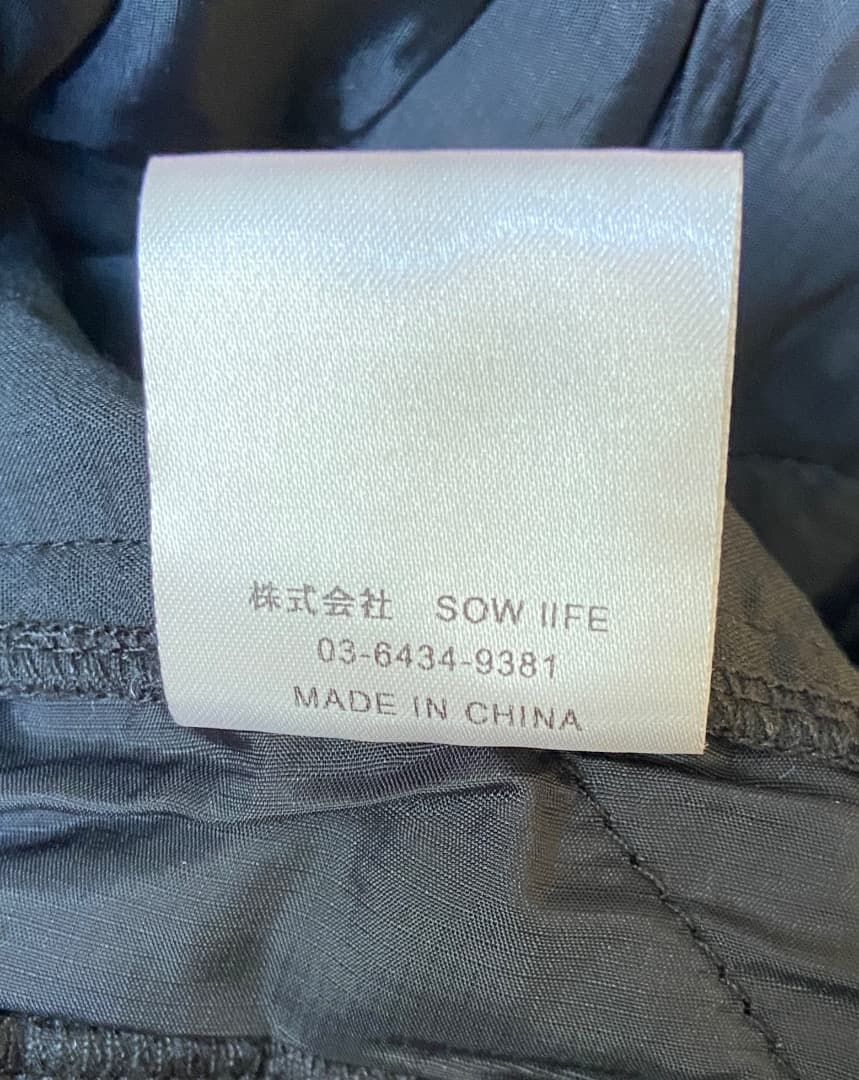 株式会社　SOW IIFE
03-6434-9381
MADE IN CHINA